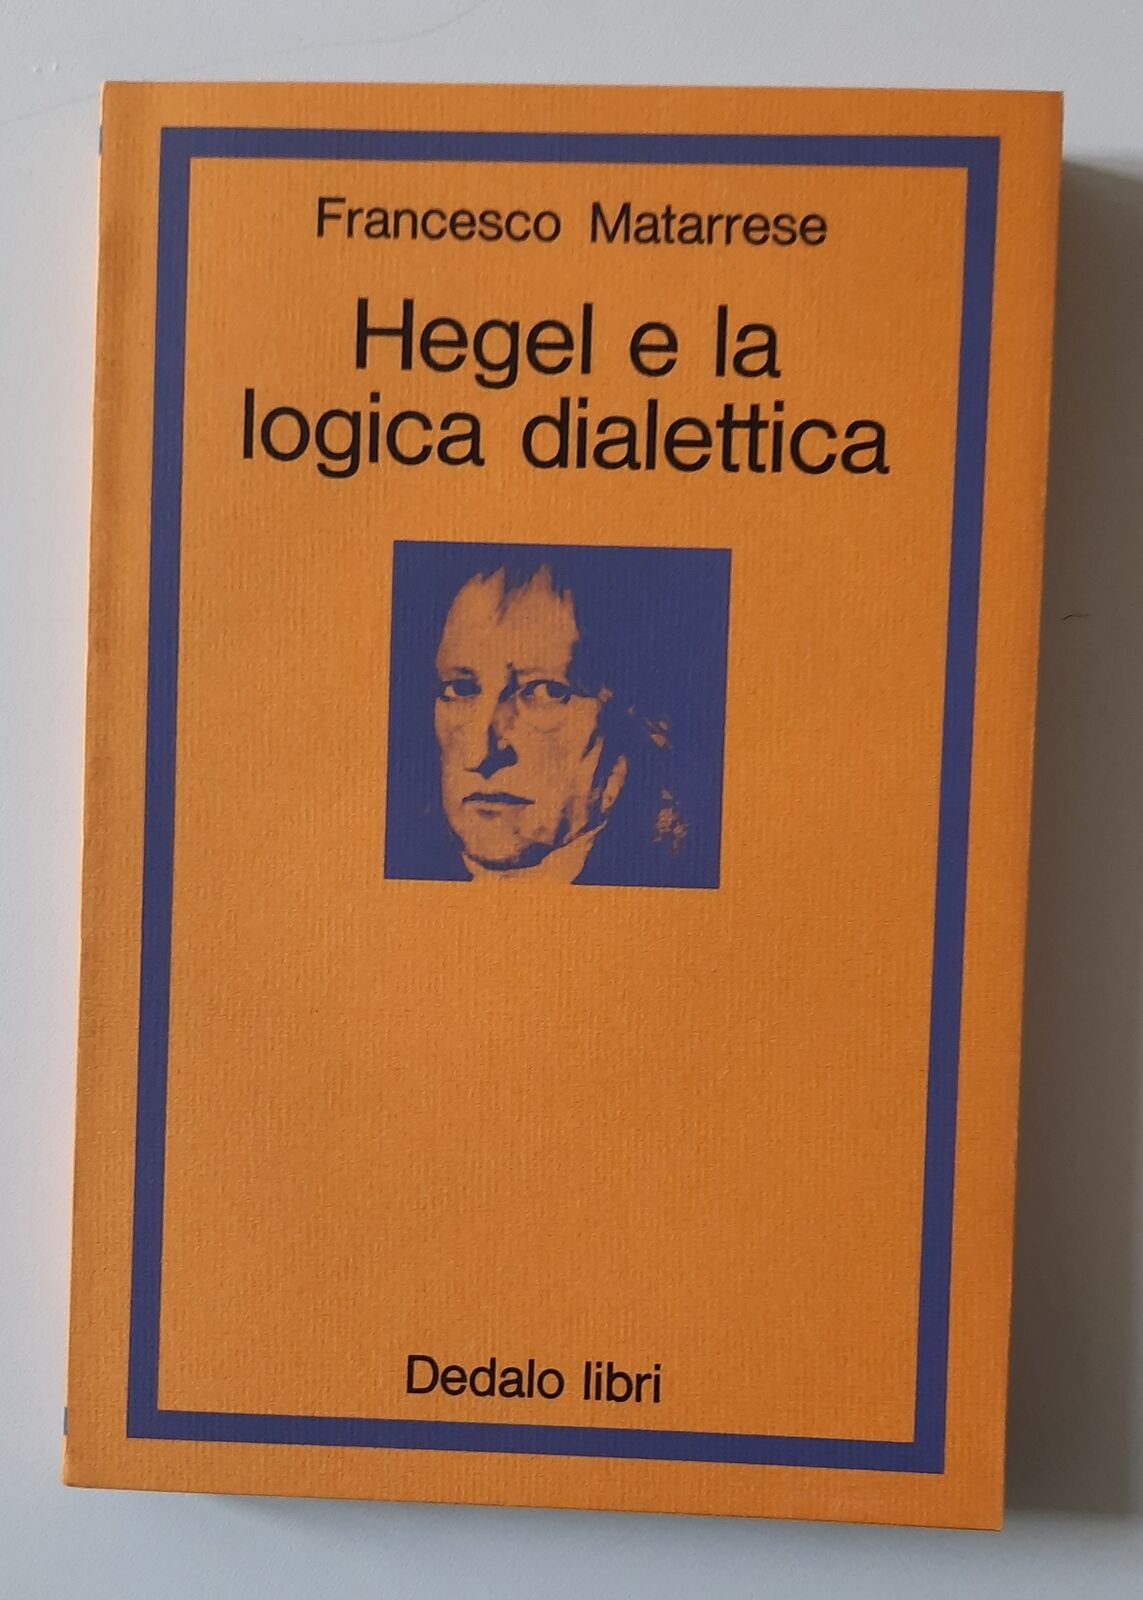 Francesco Matarrese
Hegel e la
logica dialettica
Dedalo libri